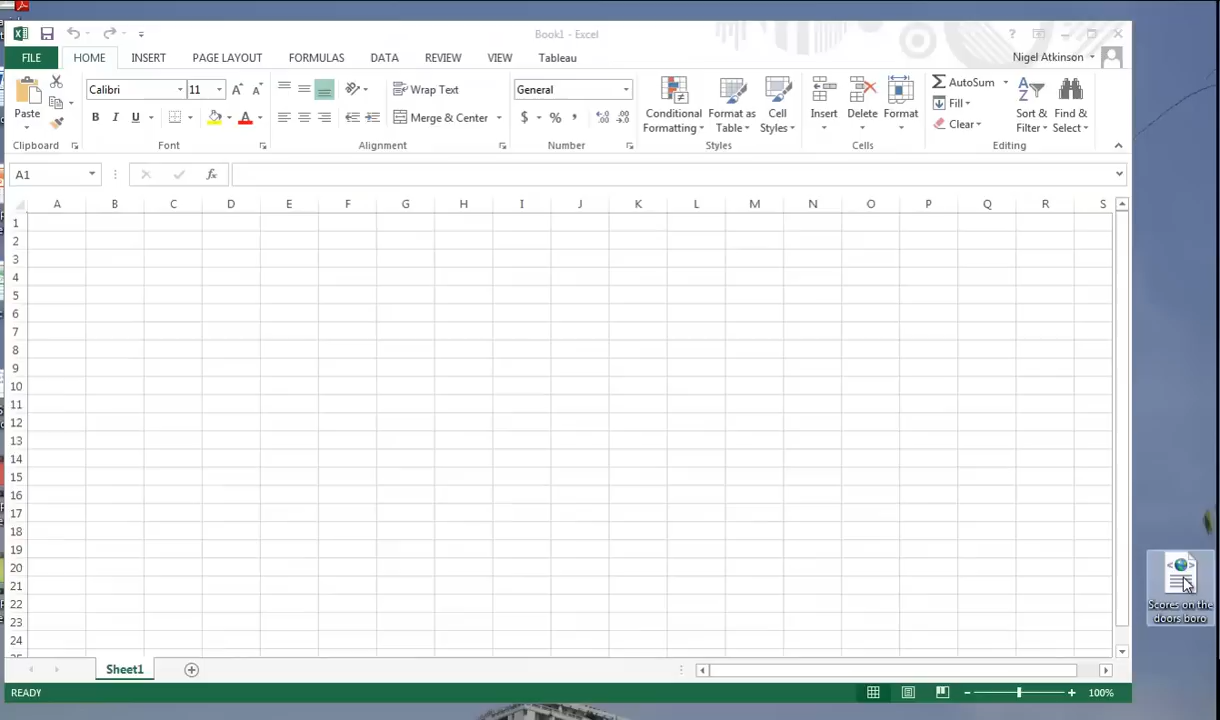 Book1 - Excel
?
FILE HOME INSERT PAGE LAYOUT FORMULAS DATA REVIEW VIEW Tableau Nigel Atkinson
Calibri 11 Wrap Text General AutoSum
Fill
Paste B I U Merge & Center $ % , Conditional Formatting Format as Table Cell Styles Insert Delete Format Clear Sort & Filter Find & Select
Clipboard Font Alignment Number Styles Cells Editing
A1 fx
A B C D E F G H I J K L M N O P Q R S
1
2
3
4
5
6
7
8
9
10
11
12
13
14
15
16
17
18
19
20
21
22
23
24
Scores on the
doors boro
Sheet1
READY 100%